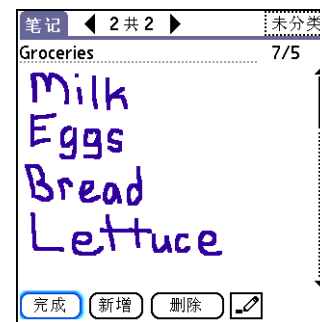 笔记 2 共 2 未分类
Groceries 7/5
Milk
Eggs
Bread
Lettuce
完成 新增 删除